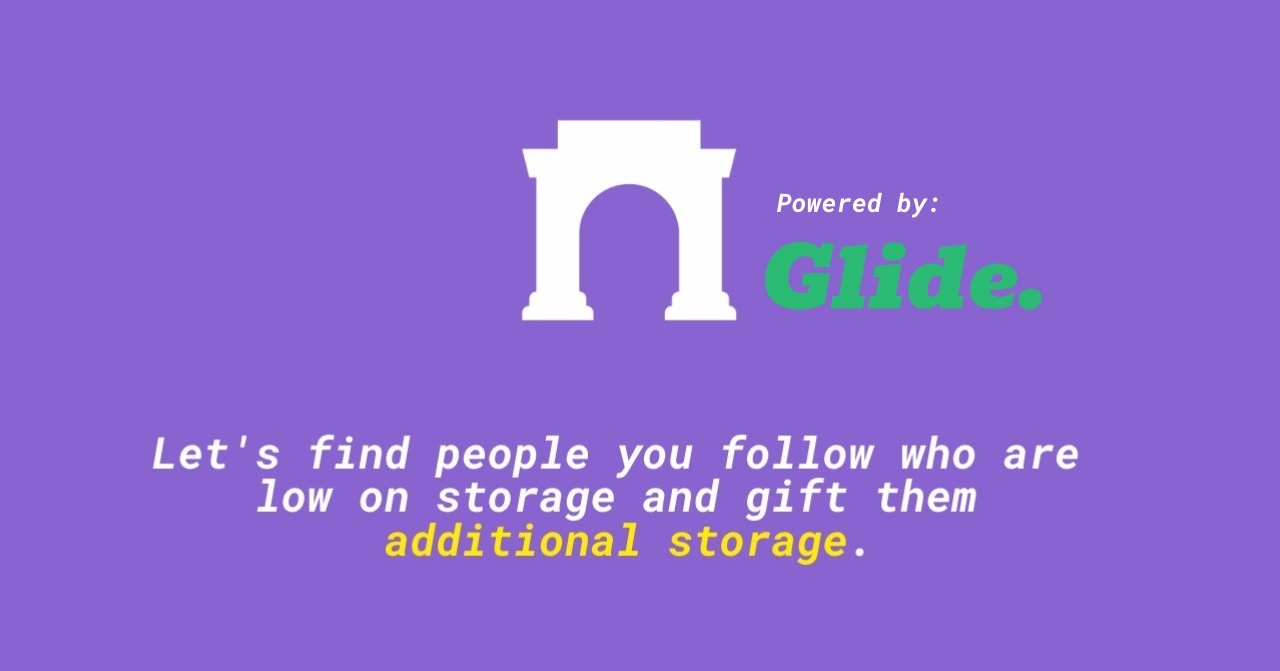 Powered by:
Glide.
Let's find people you follow who are
low on storage and gift them
additional storage.